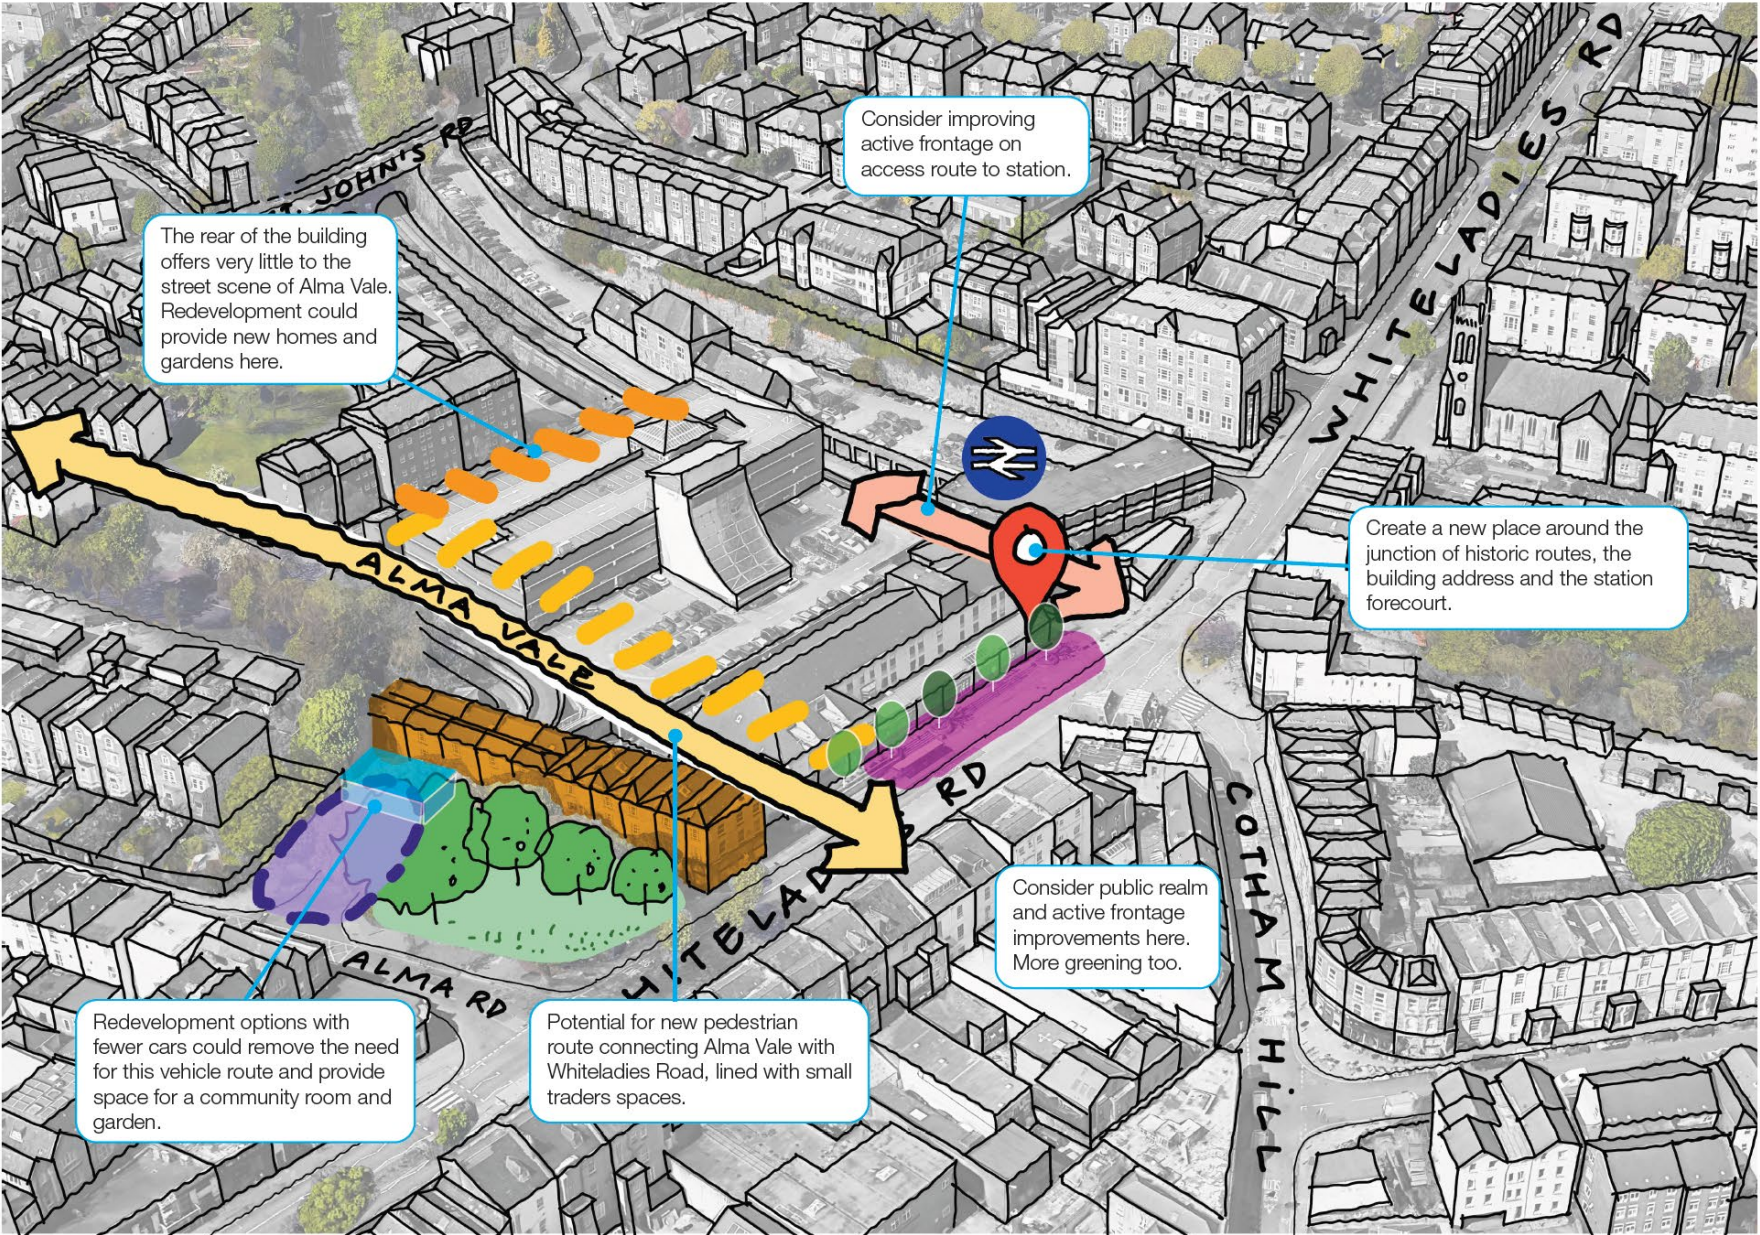 WHITELADIES RD
Consider improving
active frontage on
access route to station.
ST. JOHN'S RD
The rear of the building
offers very little to the
street scene of Alma Vale.
Redevelopment could
provide new homes and
gardens here.
Create a new place around the
junction of historic routes, the
building address and the station
forecourt.
ALMA VALE
WHITELADIES RD
COTHAM HiLL
Consider public realm
and active frontage
improvements here.
More greening too.
ALMA RD
Redevelopment options with
fewer cars could remove the need
for this vehicle route and provide
space for a community room and
garden.
Potential for new pedestrian
route connecting Alma Vale with
Whiteladies Road, lined with small
traders spaces.